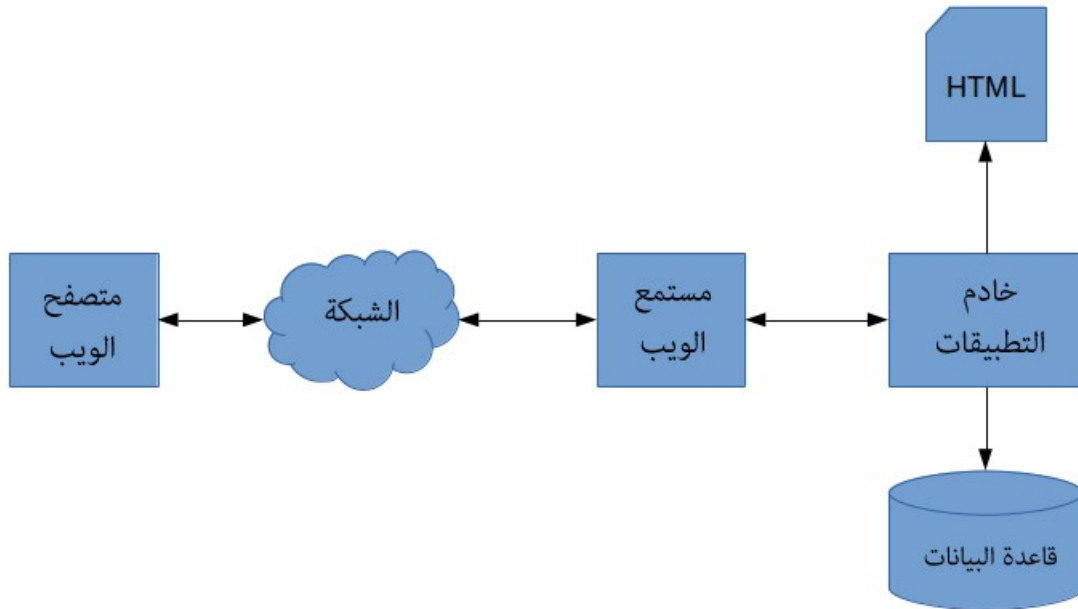 HTML
متصفح
الويب
الشبكة
مستمع
الويب
خادم
التطبيقات
قاعدة البيانات